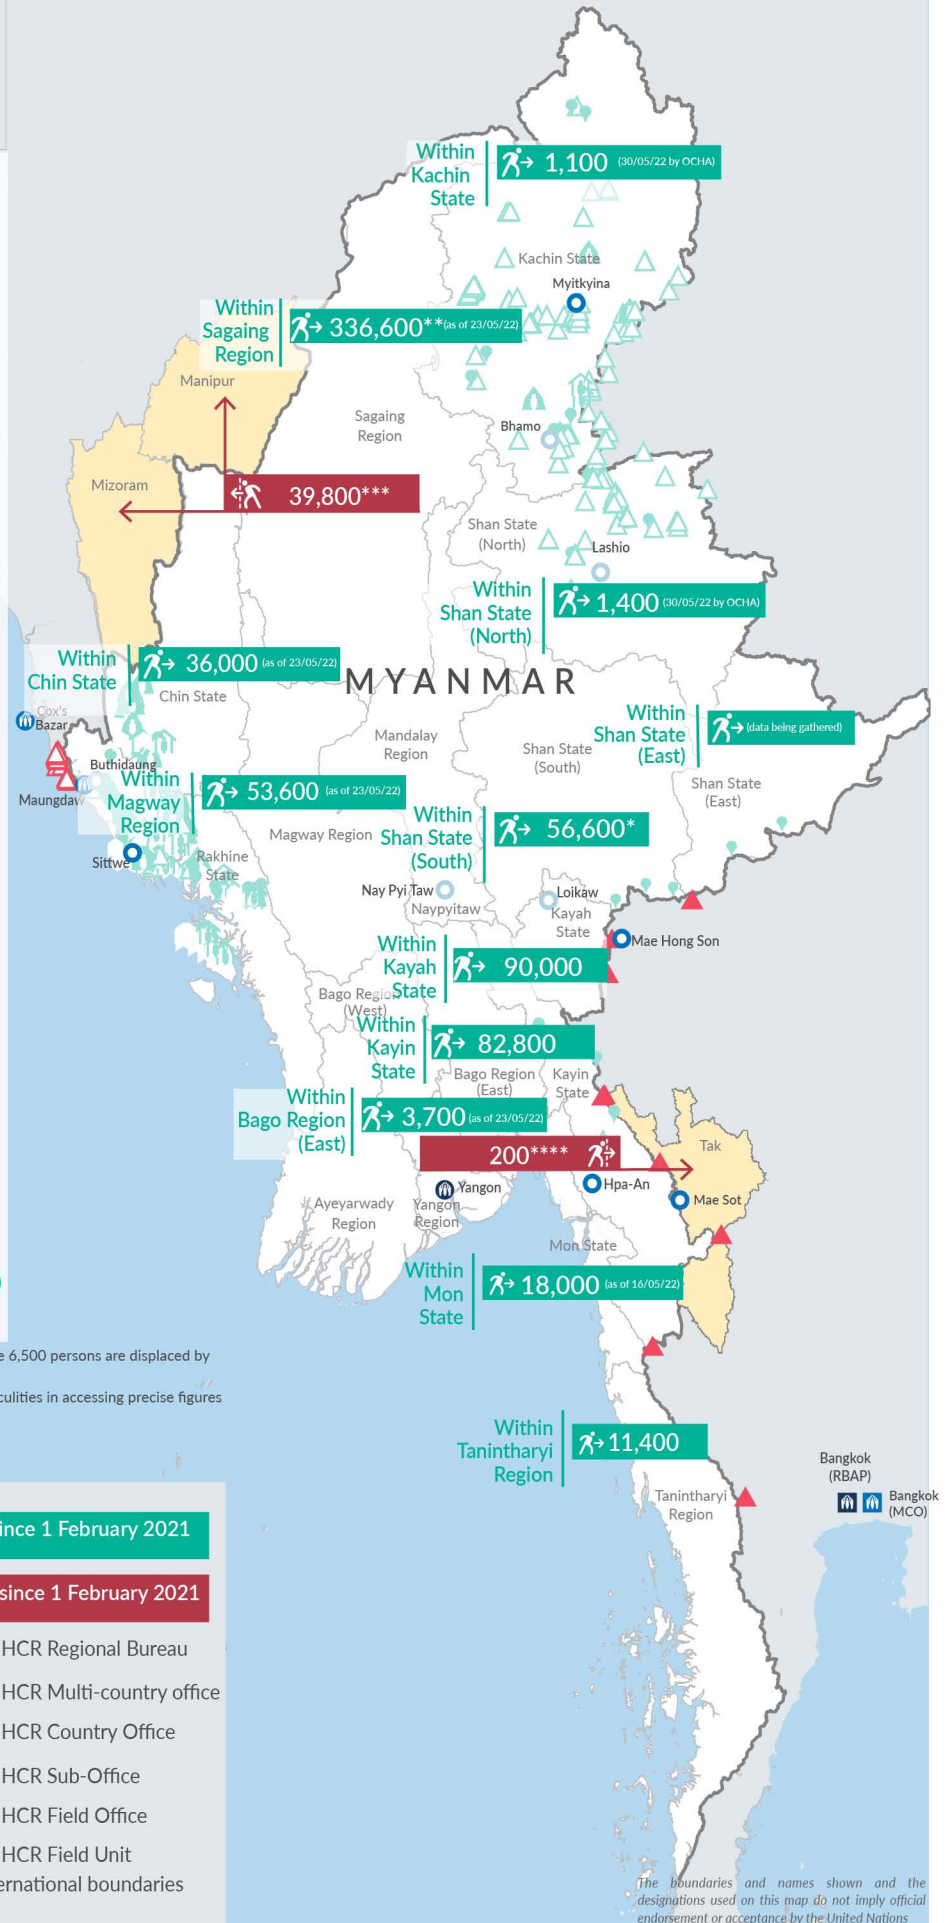 Within
Kachin
State
1,100 (30/05/22 by OCHA)
Kachin State
Myitkyina
Within
Sagaing
Region
336,600**(as of 23/05/22)
Manipur
Sagaing
Region
Bhamo
Mizoram
39,800***
Shan State
(North)
Lashio
Within
Shan State
(North)
1,400 (30/05/22 by OCHA)
Within
Chin State
36,000 (as of 23/05/22)
Chin State
MYANMAR
Cox's
Bazar
Mandalay
Region
Shan State
(South)
Within
Shan State
(East)
(data being gathered)
Shan State
(East)
Buthidaung
Maungdaw
Within
Magway
Region
53,600 (as of 23/05/22)
Magway Region
Within
Shan State
(South)
56,600*
Sittwe
Rakhine
State
Nay Pyi Taw
Naypyitaw
Loikaw
Kayah
State
Mae Hong Son
Within
Kayah
State
90,000
Bago Region
(West)
Within
Kayin
State
82,800
Bago Region
(East)
Kayin
State
Within
Bago Region
(East)
3,700 (as of 23/05/22)
200****
Tak
Yangon
Hpa-An
Mae Sot
Ayeyarwady
Region
Yangon
Region
Mon State
Within
Mon
State
18,000 (as of 16/05/22)
e 6,500 persons are displaced by
culities in accessing precise figures
Within
Tanintharyi
Region
11,400
Tanintharyi
Region
Bangkok
(RBAP)
Bangkok
(MCO)
ince 1 February 2021
since 1 February 2021
HCR Regional Bureau
HCR Multi-country office
HCR Country Office
HCR Sub-Office
HCR Field Office
HCR Field Unit
ernational boundaries
The boundaries and names shown and the
designations used on this map do not imply official
endorsement or acceptance by the United Nations